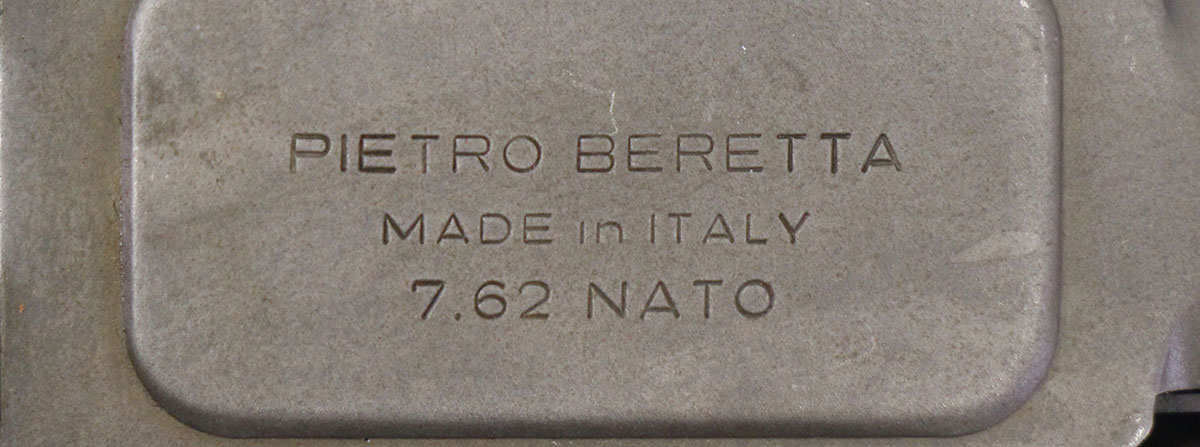 PIETRO BERETTA
MADE in ITALY
7.62 NATO